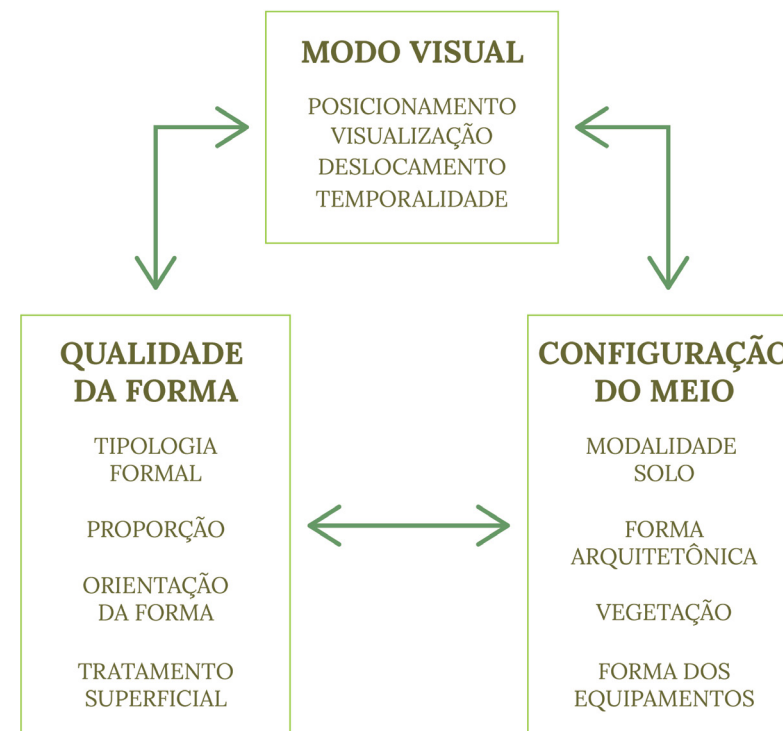 MODO VISUAL
POSICIONAMENTO
VISUALIZAÇÃO
DESLOCAMENTO
TEMPORALIDADE
QUALIDADE
DA FORMA
TIPOLOGIA
FORMAL
PROPORÇÃO
ORIENTAÇÃO
DA FORMA
TRATAMENTO
SUPERFICIAL
CONFIGURAÇÃO
DO MEIO
MODALIDADE
SOLO
FORMA
ARQUITETÔNICA
VEGETAÇÃO
FORMA DOS
EQUIPAMENTOS